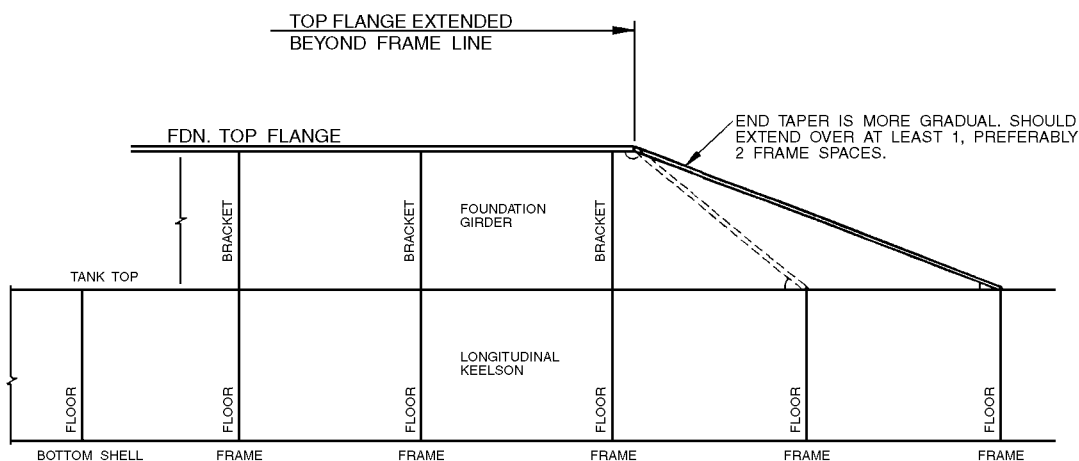 TOP FLANGE EXTENDED
BEYOND FRAME LINE
FDN. TOP FLANGE
END TAPER IS MORE GRADUAL. SHOULD
EXTEND OVER AT LEAST 1, PREFERABLY
2 FRAME SPACES.
BRACKET
BRACKET
FOUNDATION
GIRDER
BRACKET
TANK TOP
LONGITUDINAL
KEELSON
FLOOR
FLOOR
FLOOR
FLOOR
FLOOR
FLOOR
BOTTOM SHELL
FRAME
FRAME
FRAME
FRAME
FRAME